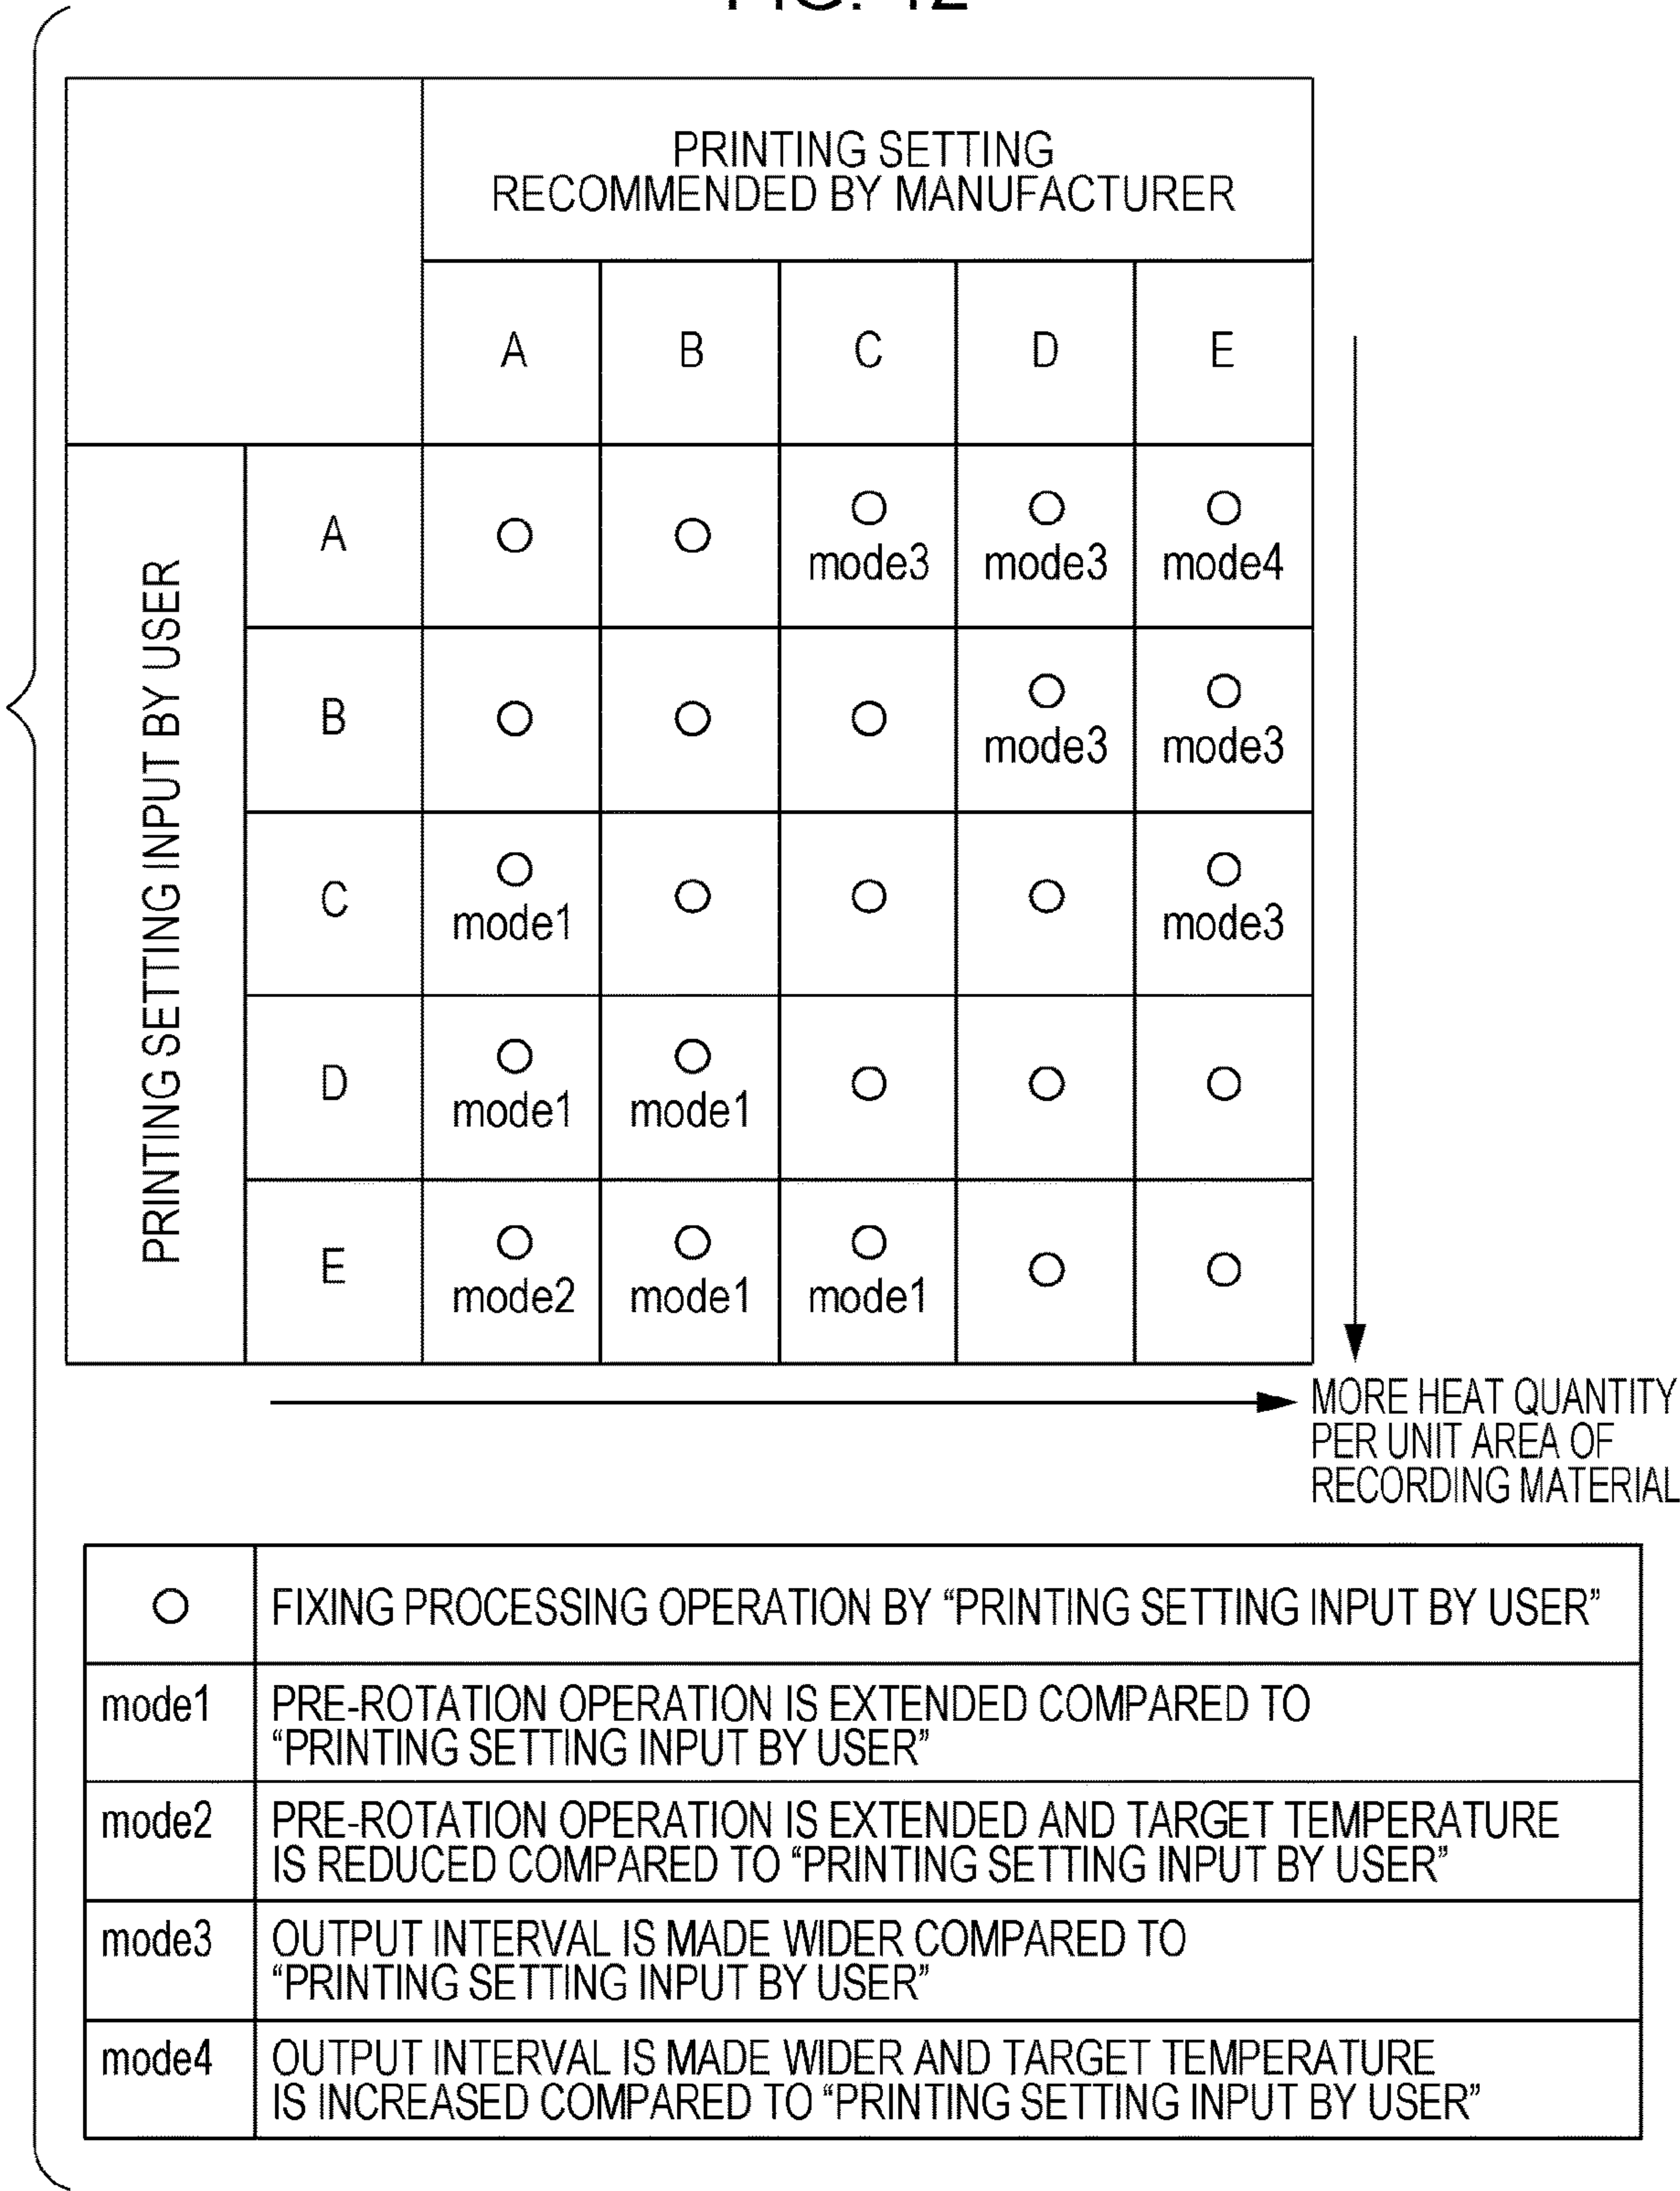 FIG. 12
PRINTING SETTING
RECOMMENDED BY MANUFACTURER
A B C D E
PRINTING SETTING INPUT BY USER
A ○ ○ ○ mode3 ○ mode3 ○ mode4
B ○ ○ ○ ○ mode3 ○ mode3
C ○ mode1 ○ ○ ○ ○ mode3
D ○ mode1 ○ mode1 ○ ○ ○
E ○ mode2 ○ mode1 ○ mode1 ○ ○
MORE HEAT QUANTITY
PER UNIT AREA OF
RECORDING MATERIAL
○ FIXING PROCESSING OPERATION BY “PRINTING SETTING INPUT BY USER”
mode1 PRE-ROTATION OPERATION IS EXTENDED COMPARED TO
“PRINTING SETTING INPUT BY USER”
mode2 PRE-ROTATION OPERATION IS EXTENDED AND TARGET TEMPERATURE
IS REDUCED COMPARED TO “PRINTING SETTING INPUT BY USER”
mode3 OUTPUT INTERVAL IS MADE WIDER COMPARED TO
“PRINTING SETTING INPUT BY USER”
mode4 OUTPUT INTERVAL IS MADE WIDER AND TARGET TEMPERATURE
IS INCREASED COMPARED TO “PRINTING SETTING INPUT BY USER”